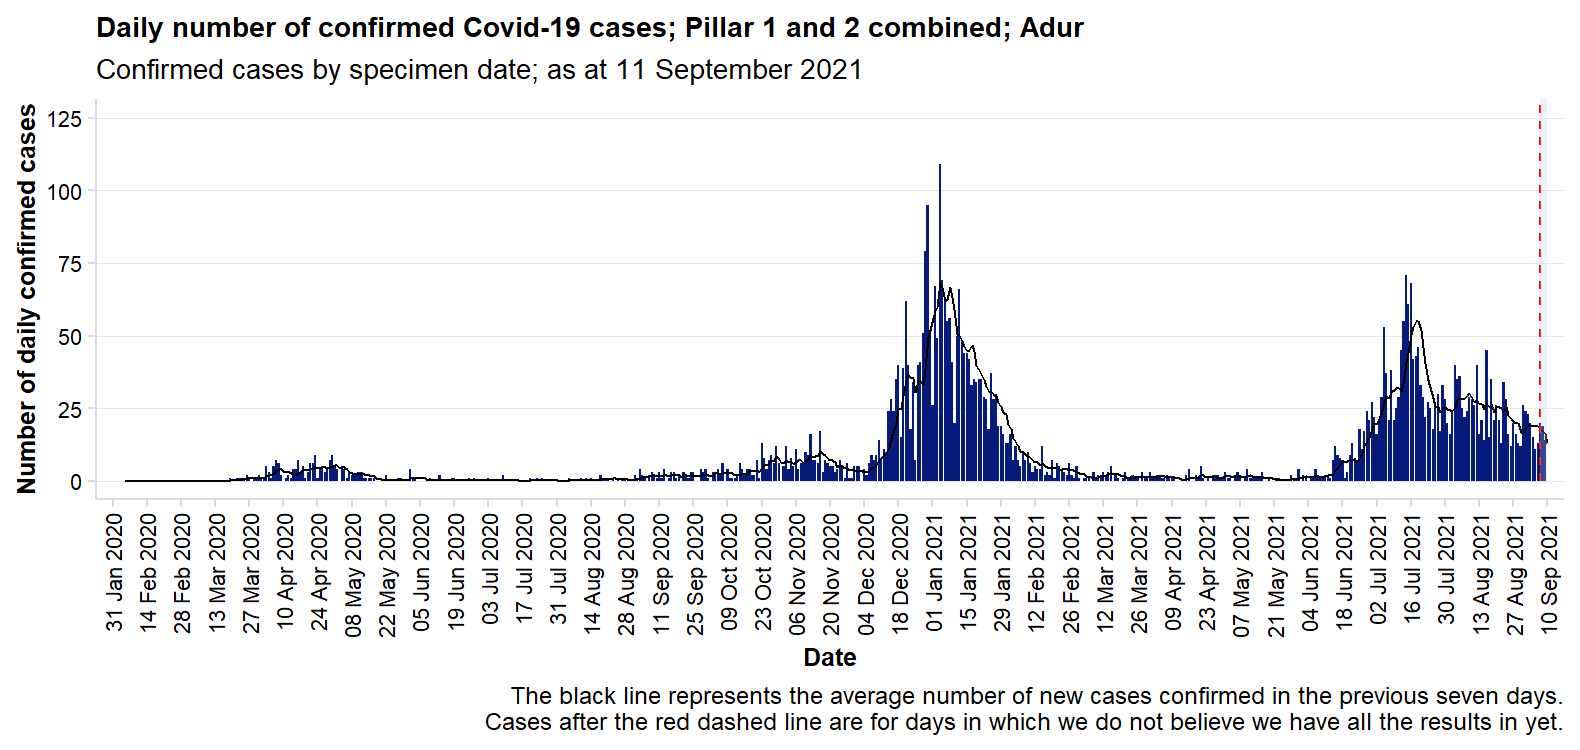 Daily number of confirmed Covid-19 cases; Pillar 1 and 2 combined; Adur
Confirmed cases by specimen date; as at 11 September 2021
Number of daily confirmed cases
125
100
75
50
25
0
31 Jan 2020
14 Feb 2020
28 Feb 2020
13 Mar 2020
27 Mar 2020
10 Apr 2020
24 Apr 2020
08 May 2020
22 May 2020
05 Jun 2020
19 Jun 2020
03 Jul 2020
17 Jul 2020
31 Jul 2020
14 Aug 2020
28 Aug 2020
11 Sep 2020
25 Sep 2020
09 Oct 2020
23 Oct 2020
06 Nov 2020
20 Nov 2020
04 Dec 2020
18 Dec 2020
01 Jan 2021
15 Jan 2021
29 Jan 2021
12 Feb 2021
26 Feb 2021
12 Mar 2021
26 Mar 2021
09 Apr 2021
23 Apr 2021
07 May 2021
21 May 2021
04 Jun 2021
18 Jun 2021
02 Jul 2021
16 Jul 2021
30 Jul 2021
13 Aug 2021
27 Aug 2021
10 Sep 2021
Date
The black line represents the average number of new cases confirmed in the previous seven days.
Cases after the red dashed line are for days in which we do not believe we have all the results in yet.